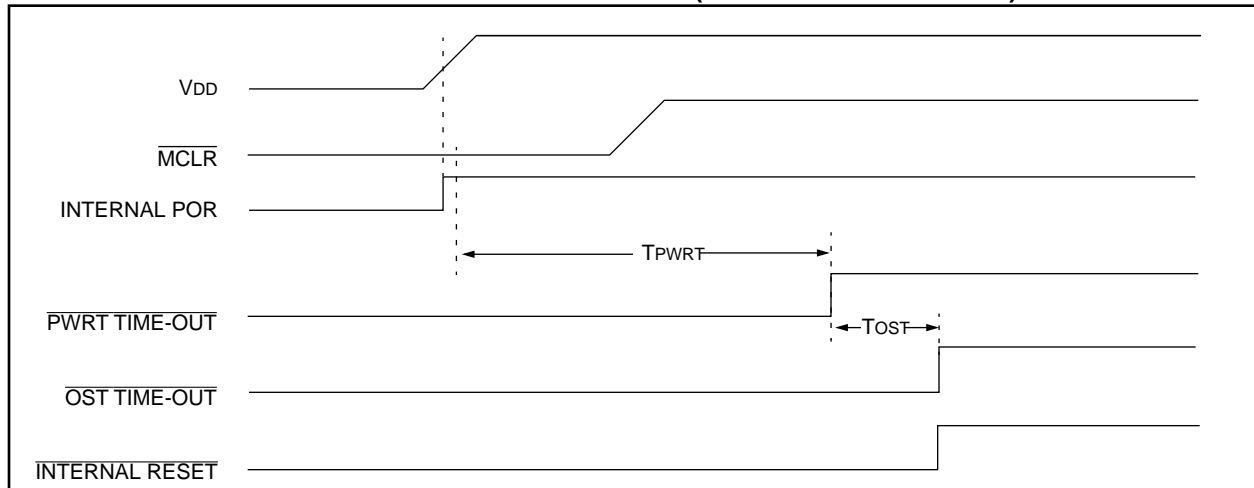 VDD
MCLR
INTERNAL POR
TPWRT
PWRT TIME-OUT
TOST
OST TIME-OUT
INTERNAL RESET